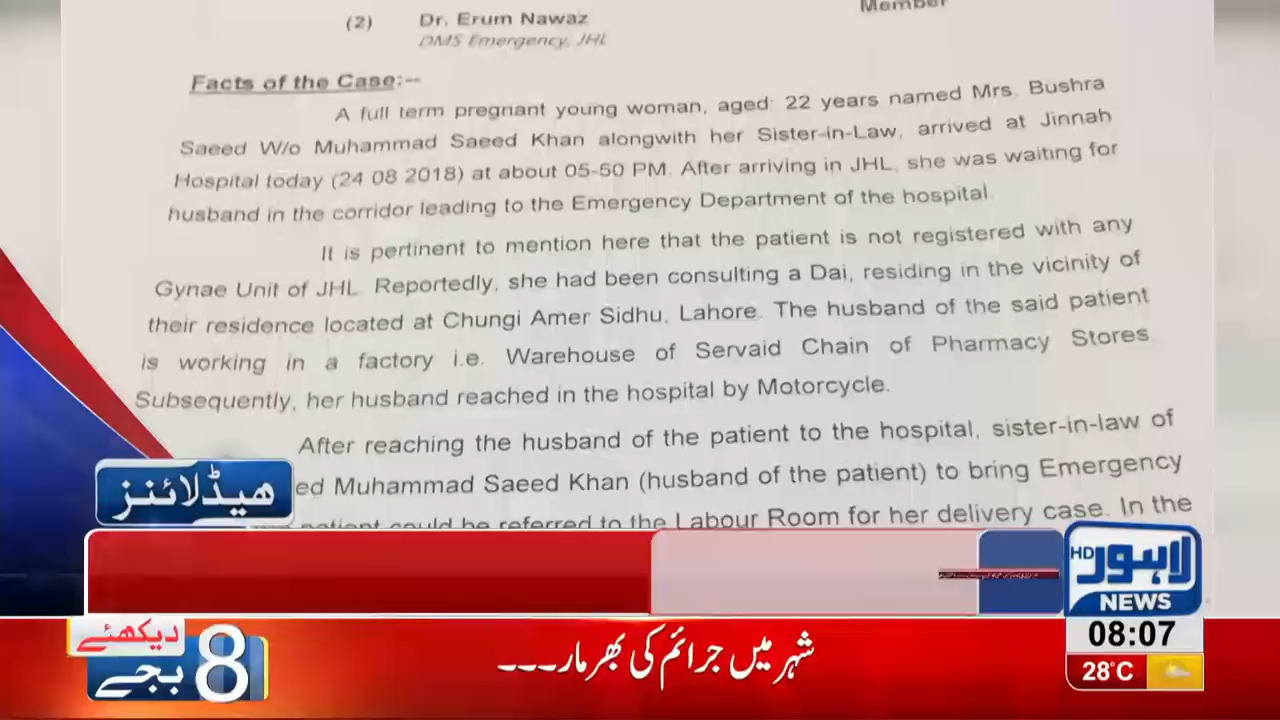 Member
(2) Dr. Erum Nawaz
DMS Emergency, JHL
Facts of the Case:--
A full term pregnant young woman, aged: 22 years named Mrs. Bushra
Saeed W/o Muhammad Saeed Khan alongwith her Sister-in-Law, arrived at Jinnah
Hospital today (24 08 2018) at about 05-50 PM. After arriving in JHL, she was waiting for
husband in the corridor leading to the Emergency Department of the hospital.
It is pertinent to mention here that the patient is not registered with any
Gynae Unit of JHL. Reportedly, she had been consulting a Dai, residing in the vicinity of
their residence located at Chungi Amer Sidhu, Lahore. The husband of the said patient
is working in a factory i.e. Warehouse of Servaid Chain of Pharmacy Stores.
Subsequently, her husband reached in the hospital by Motorcycle.
After reaching the husband of the patient to the hospital, sister-in-law of
ed Muhammad Saeed Khan (husband of the patient) to bring Emergency
patient could be referred to the Labour Room for her delivery case. In the
ھیڈلائنز
HD لاہور
NEWS
08:07
28°C
دیکھئے
8 بجے
شہر میں جرائم کی بھرمار۔۔۔